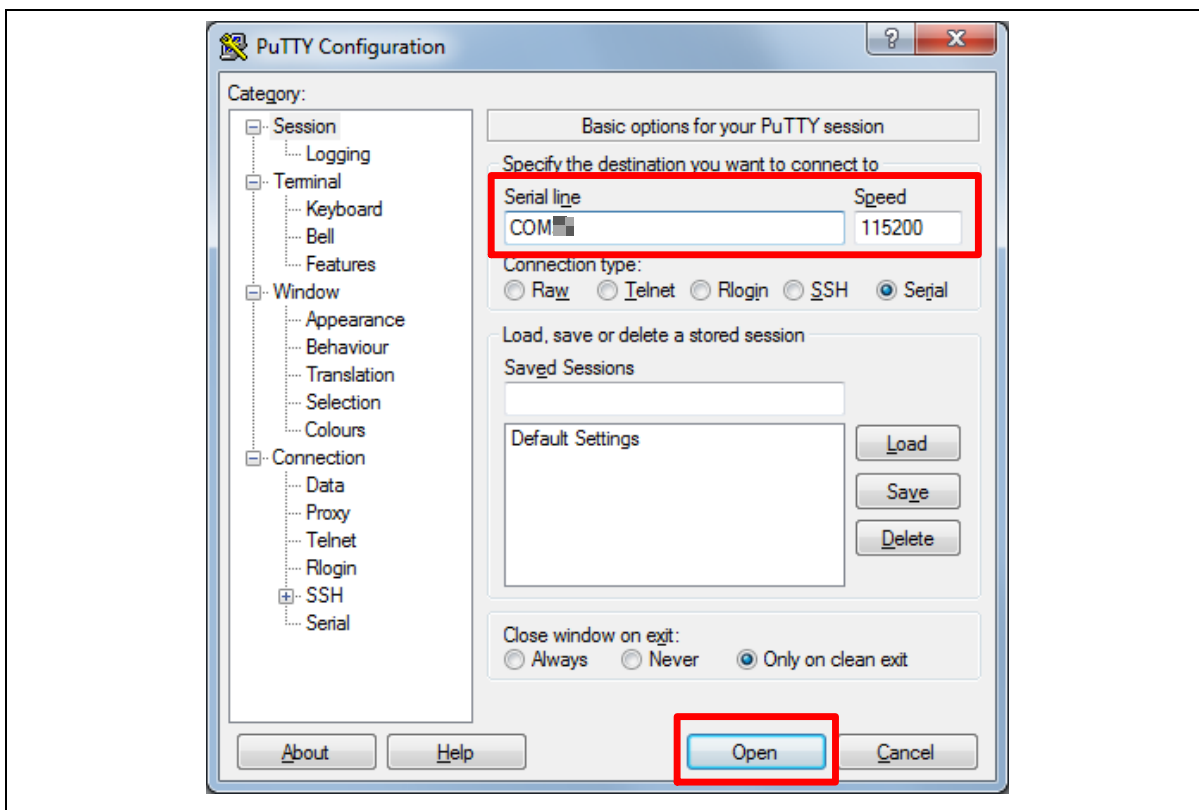 PuTTY Configuration
Category:
Session
Logging
Terminal
Keyboard
Bell
Features
Window
Appearance
Behaviour
Translation
Selection
Colours
Connection
Data
Proxy
Telnet
Rlogin
SSH
Serial
Basic options for your PuTTY session
Specify the destination you want to connect to
Serial line Speed
COM 115200
Connection type:
Raw Telnet Rlogin SSH Serial
Load, save or delete a stored session
Saved Sessions
Default Settings
Load
Save
Delete
Close window on exit:
Always Never Only on clean exit
About Help Open Cancel